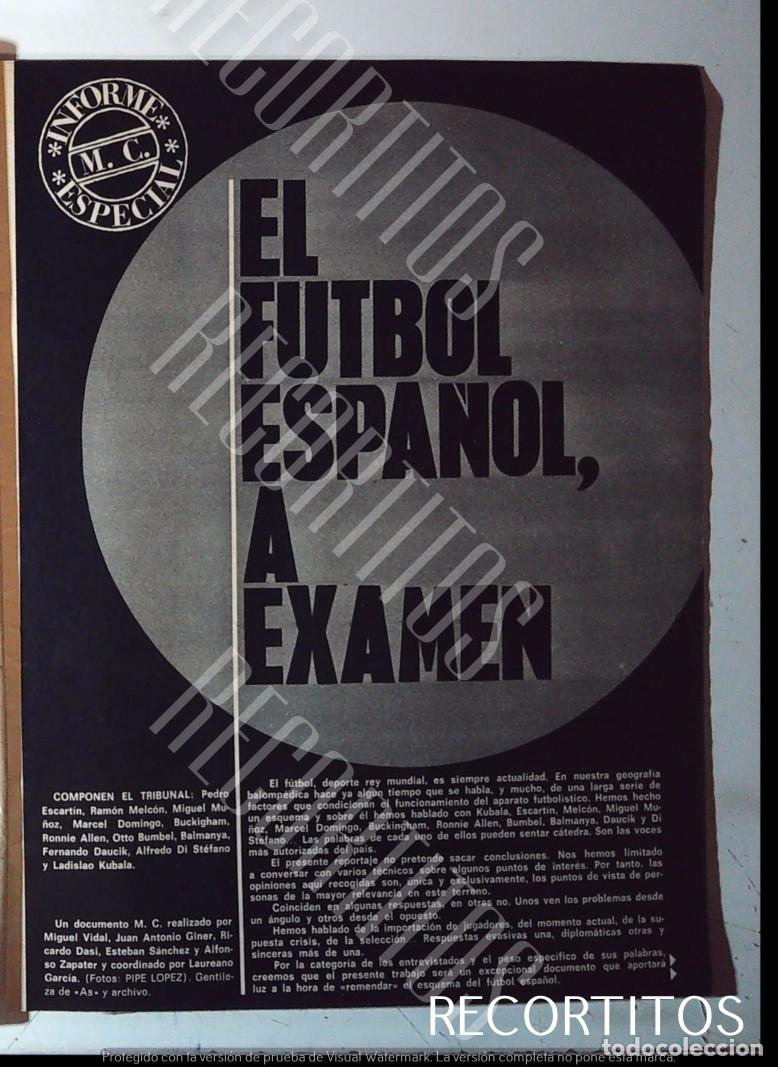 INFORME
M. C.
ESPECIAL
EL
FUTBOL
ESPAÑOL,
A
EXAMEN
COMPONEN EL TRIBUNAL: Pedro
Escartín, Ramón Melcón, Miguel Mu-
ñoz, Marcel Domingo, Buckigham,
Ronnie Allen, Otto Bumbel, Balmanya,
Fernando Daucik, Alfredo Di Stéfano
y Ladislao Kubala.
Un documento M. C. realizado por
Miguel Vidal, Juan Antonio Giner, Ri-
cardo Dasi, Esteban Sánchez y Alfon-
so Zapater y coordinado por Laureano
García. (Fotos: PIPE LOPEZ). Gentile-
za de «As» y archivo.
El fútbol, deporte rey mundial, es siempre actualidad. En nuestra geografía
balompédica hace ya algún tiempo que se habla, y mucho, de una larga serie de
factores que condicionan el funcionamiento del aparato futbolístico. Hemos hecho
un esquema y sobre él hemos hablado con Kubala, Escartín, Melcón, Miguel Mu-
ñoz, Marcel Domingo, Buckingham, Ronnie Allen, Bumbel, Balmanya, Daucik y Di
Stéfano. Las palabras de cada uno de ellos pueden sentar cátedra. Son las voces
más autorizadas del país.
El presente reportaje no pretende sacar conclusiones. Nos hemos limitado
a conversar con varios técnicos sobre algunos puntos de interés. Por tanto, las
opiniones aquí recogidas son, única y exclusivamente, los puntos de vista de per-
sonas de la mayor relevancia en este terreno.
Coinciden en algunas respuestas, en otras no. Unos ven los problemas desde
un ángulo y otros desde el opuesto.
Hemos hablado de la importación de jugadores, del momento actual, de la su-
puesta crisis, de la selección... Respuestas evasivas una, diplomáticas otras y
sinceras más de una.
Por la categoría de los entrevistados y el peso específico de sus palabras,
creemos que el presente trabajo será un excepcional documento que aportará
luz a la hora de «remendar» el esquema del fútbol español.
RECORTITOS
RECORTITOS
RECORTITOS
RECORTITOS
todocoleccion
Protegido con la versión de prueba de Visual Watermark. La versión completa no pone esta marca.